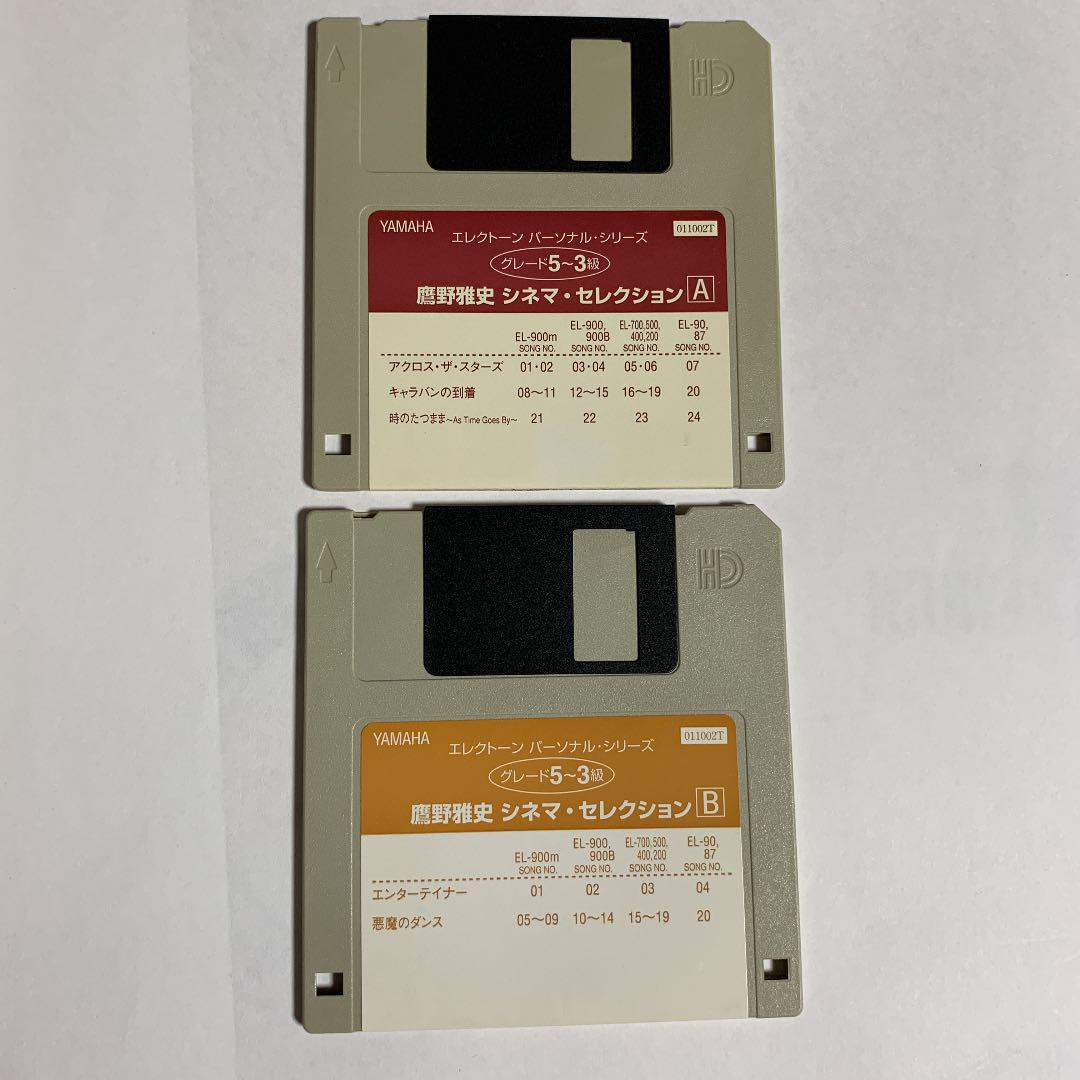 HD
YAMAHA
エレクトーン パーソナル・シリーズ
011002T
グレード5〜3級
鷹野雅史 シネマ・セレクション A
EL-900m SONG NO. EL-900, 900B SONG NO. EL-700,500, 400,200 SONG NO. EL-90, 87 SONG NO.
アクロス・ザ・スターズ 01・02 03・04 05・06 07
キャラバンの到着 08〜11 12〜15 16〜19 20
時のたつまま〜As Time Goes By〜 21 22 23 24
HD
YAMAHA
エレクトーン パーソナル・シリーズ
011002T
グレード5〜3級
鷹野雅史 シネマ・セレクション B
EL-900m SONG NO. EL-900, 900B SONG NO. EL-700,500, 400,200 SONG NO. EL-90, 87 SONG NO.
エンターテイナー 01 02 03 04
悪魔のダンス 05〜09 10〜14 15〜19 20